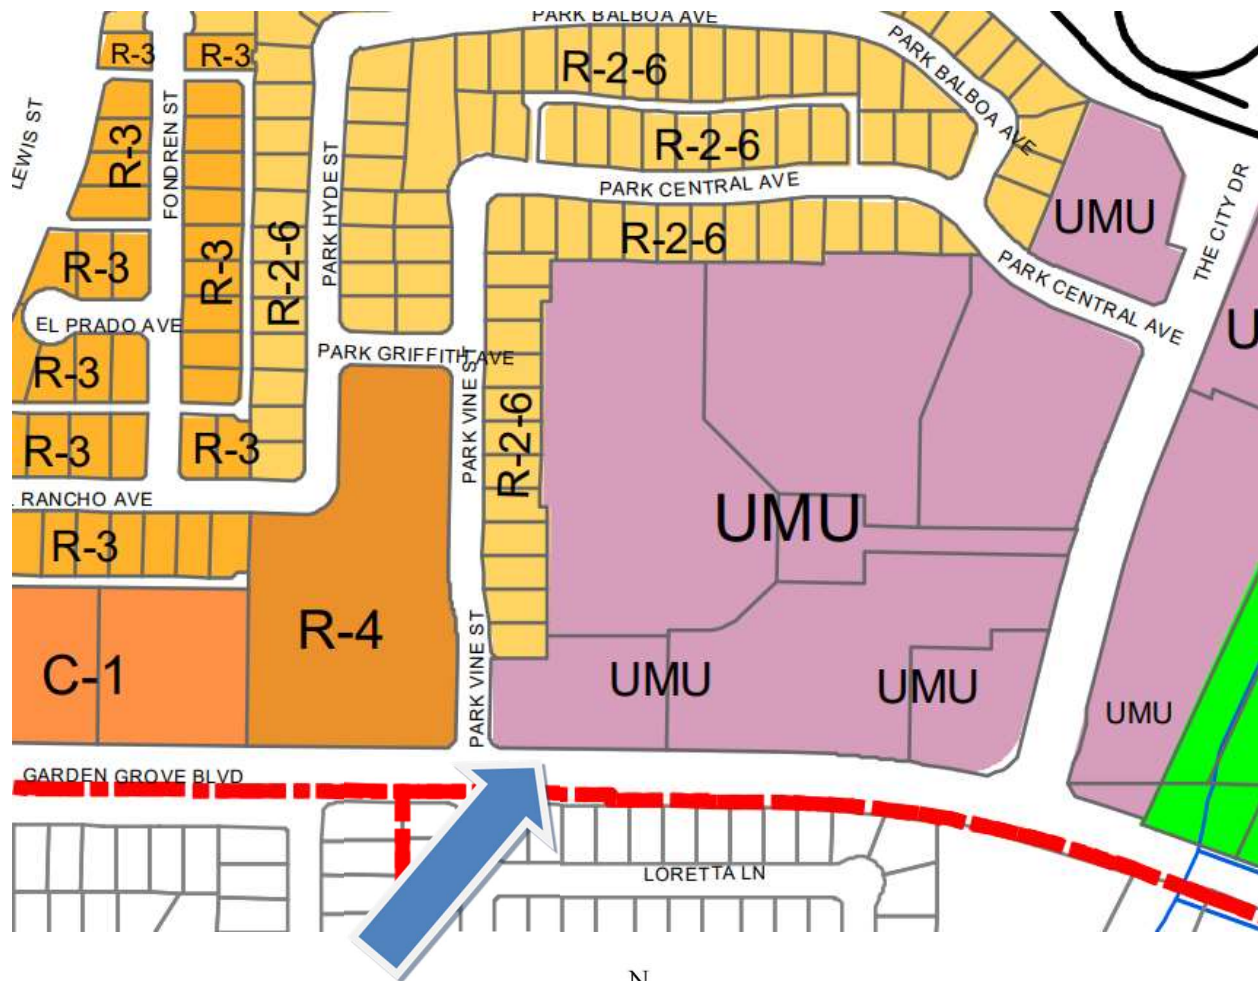 PARK BALBOA AVE
R-3
R-3
R-2-6
PARK BALBOA AVE
LEWIS ST
R-3
FONDREN ST
PARK HYDE ST
R-2-6
PARK CENTRAL AVE
R-2-6
R-2-6
UMU
THE CITY DR
R-3
R-3
PARK CENTRAL AVE
EL PRADO AVE
PARK GRIFFITH AVE
R-3
PARK VINE ST
R-2-6
R-3
R-3
RANCHO AVE
R-3
UMU
R-4
C-1
PARK VINE ST
UMU
UMU
UMU
GARDEN GROVE BLVD
LORETTA LN
N